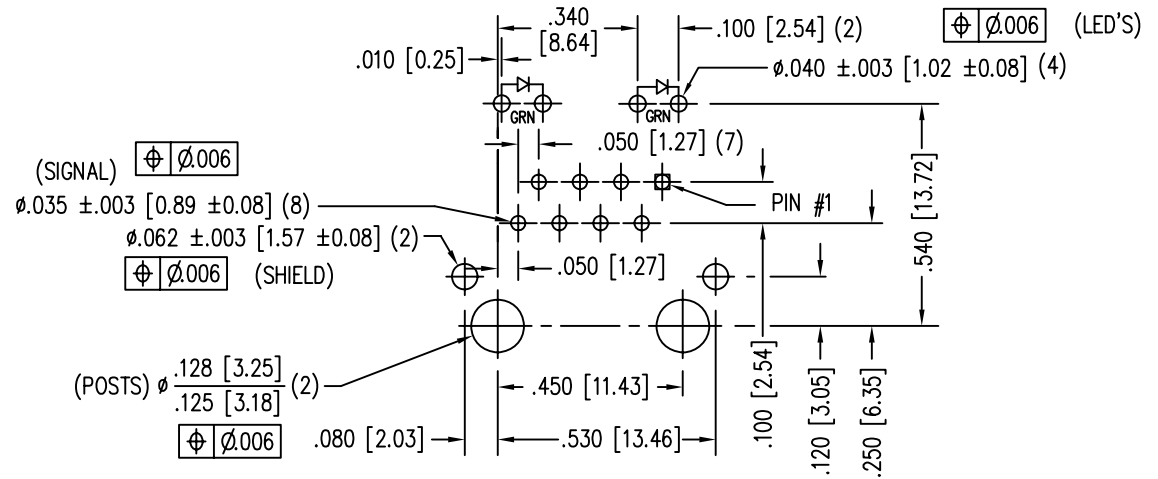 .340
[8.64]
.100 [2.54] (2)
⌖ Ø.006 (LED'S)
.010 [0.25]
Ø.040 ±.003 [1.02 ±0.08] (4)
GRN
GRN
.050 [1.27] (7)
(SIGNAL) ⌖ Ø.006
Ø.035 ±.003 [0.89 ±0.08] (8)
PIN #1
.540 [13.72]
Ø.062 ±.003 [1.57 ±0.08] (2)
⌖ Ø.006 (SHIELD)
.050 [1.27]
(POSTS) Ø .128 [3.25]
.125 [3.18] (2)
⌖ Ø.006
.450 [11.43]
.080 [2.03]
.530 [13.46]
.100 [2.54]
.120 [3.05]
.250 [6.35]